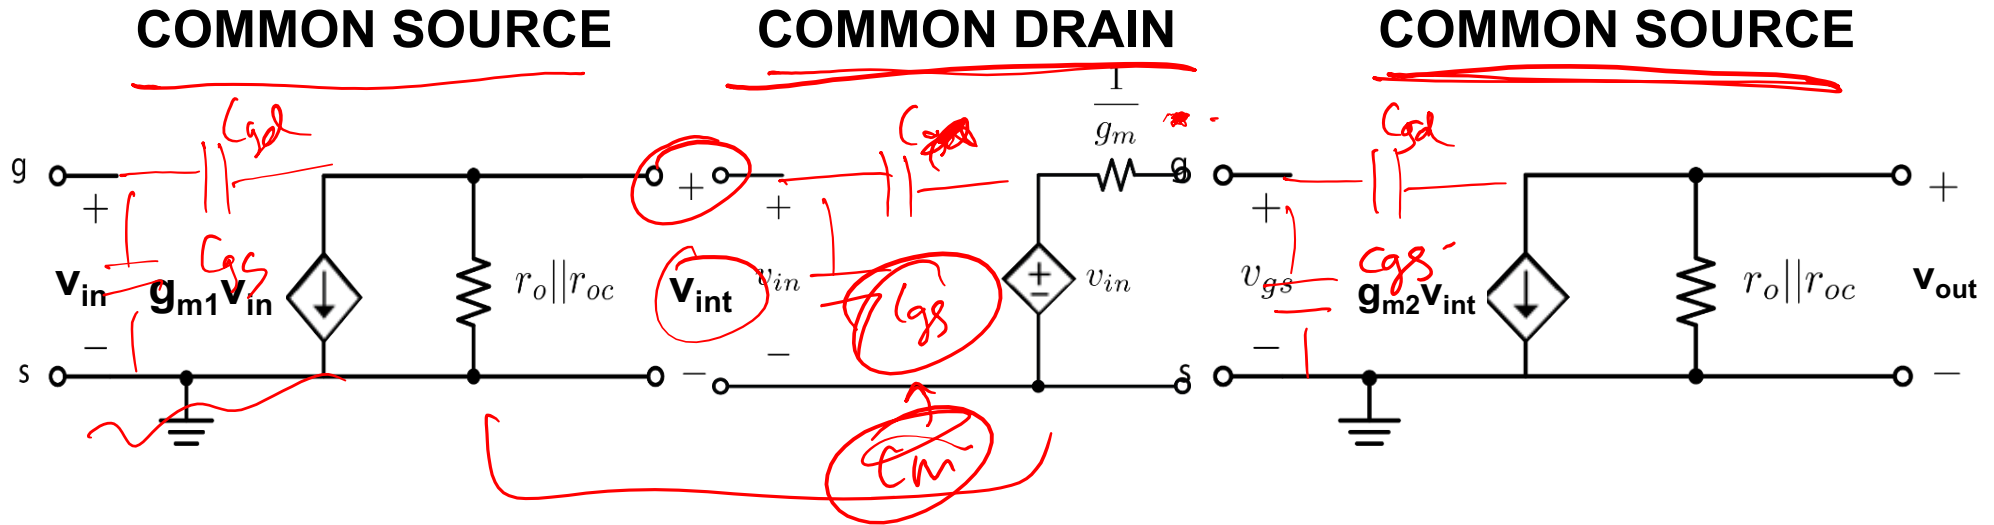 COMMON SOURCE COMMON DRAIN COMMON SOURCE
Cgd C Cgd
1
g_m
g + + g + +
v_in g_m1v_in Cgs r_o||r_oc v_int v_in Cgs v_in v_gs Cgs g_m2v_int r_o||r_oc v_out
s − − − s − −
Cm